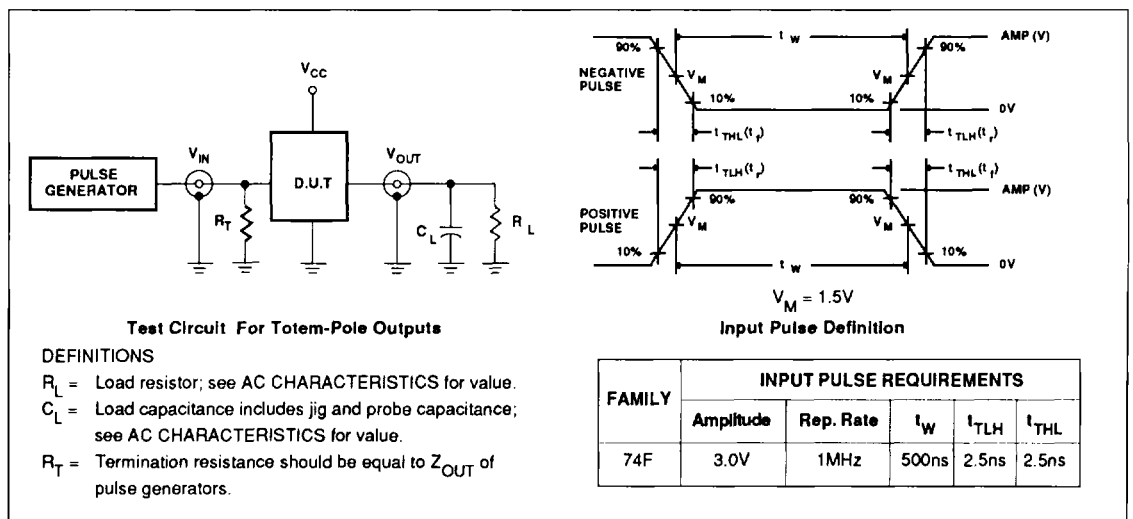 V_CC
V_IN
V_OUT
PULSE GENERATOR
D.U.T
R_T
C_L
R_L
Test Circuit For Totem-Pole Outputs
DEFINITIONS
R_L = Load resistor; see AC CHARACTERISTICS for value.
C_L = Load capacitance includes jig and probe capacitance;
see AC CHARACTERISTICS for value.
R_T = Termination resistance should be equal to Z_OUT of
pulse generators.
t_W
AMP (V)
90%
90%
NEGATIVE
PULSE
V_M
V_M
10%
10%
0V
t_THL(t_f)
t_TLH(t_r)
t_TLH(t_r)
t_THL(t_f)
AMP (V)
90%
90%
POSITIVE
PULSE
V_M
V_M
10%
10%
t_W
0V
V_M = 1.5V
Input Pulse Definition
FAMILY
INPUT PULSE REQUIREMENTS
Amplitude Rep. Rate t_W t_TLH t_THL
74F 3.0V 1MHz 500ns 2.5ns 2.5ns